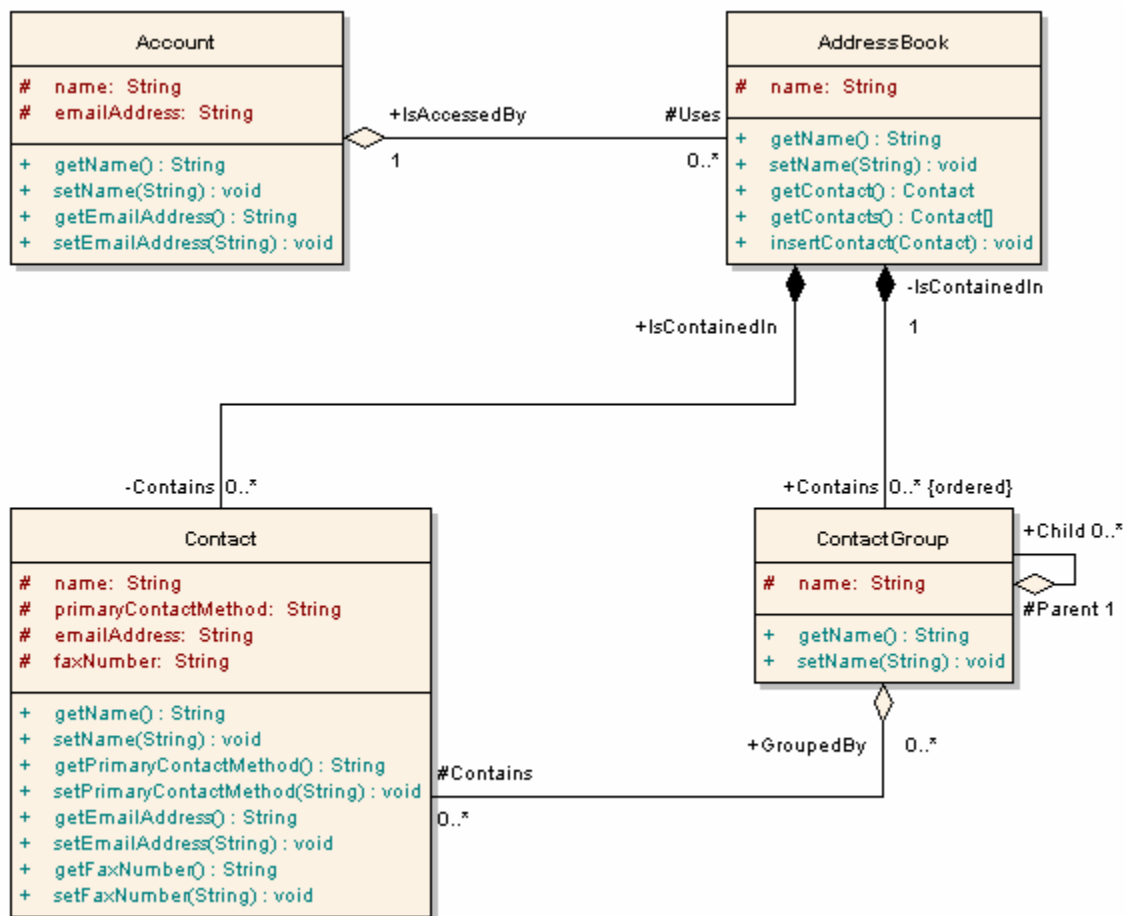 Account
# name: String
# emailAddress: String
+ getName() : String
+ setName(String) : void
+ getEmailAddress() : String
+ setEmailAddress(String) : void
+IsAccessedBy
1
#Uses
0..*
AddressBook
# name: String
+ getName() : String
+ setName(String) : void
+ getContact() : Contact
+ getContacts() : Contact[]
+ insertContact(Contact) : void
+IsContainedIn
-IsContainedIn
1
-Contains 0..*
+Contains 0..* {ordered}
Contact
# name: String
# primaryContactMethod: String
# emailAddress: String
# faxNumber: String
+ getName() : String
+ setName(String) : void
+ getPrimaryContactMethod() : String
+ setPrimaryContactMethod(String) : void
+ getEmailAddress() : String
+ setEmailAddress(String) : void
+ getFaxNumber() : String
+ setFaxNumber(String) : void
ContactGroup
# name: String
+ getName() : String
+ setName(String) : void
+Child 0..*
#Parent 1
+GroupedBy 0..*
#Contains
0..*